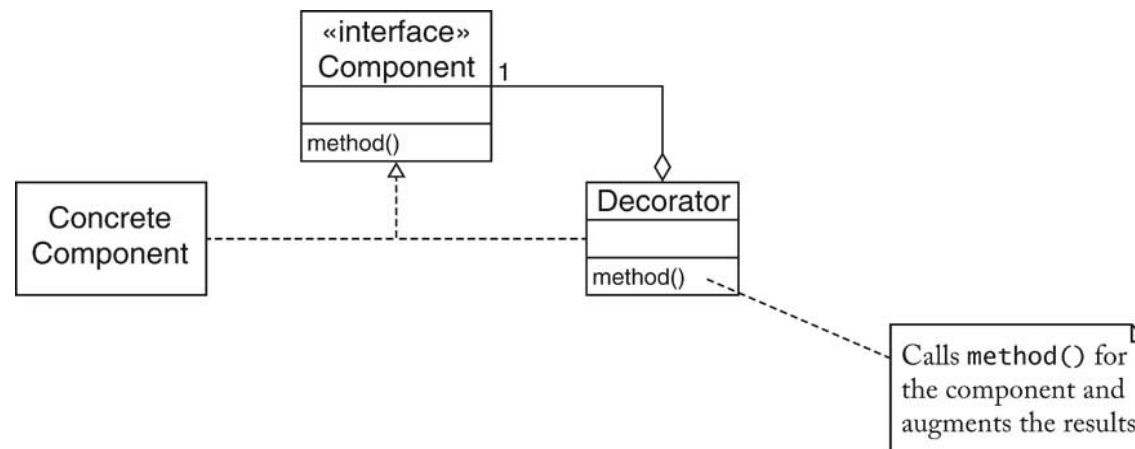 «interface»
Component
1
method()
Concrete
Component
Decorator
method()
Calls method() for
the component and
augments the results